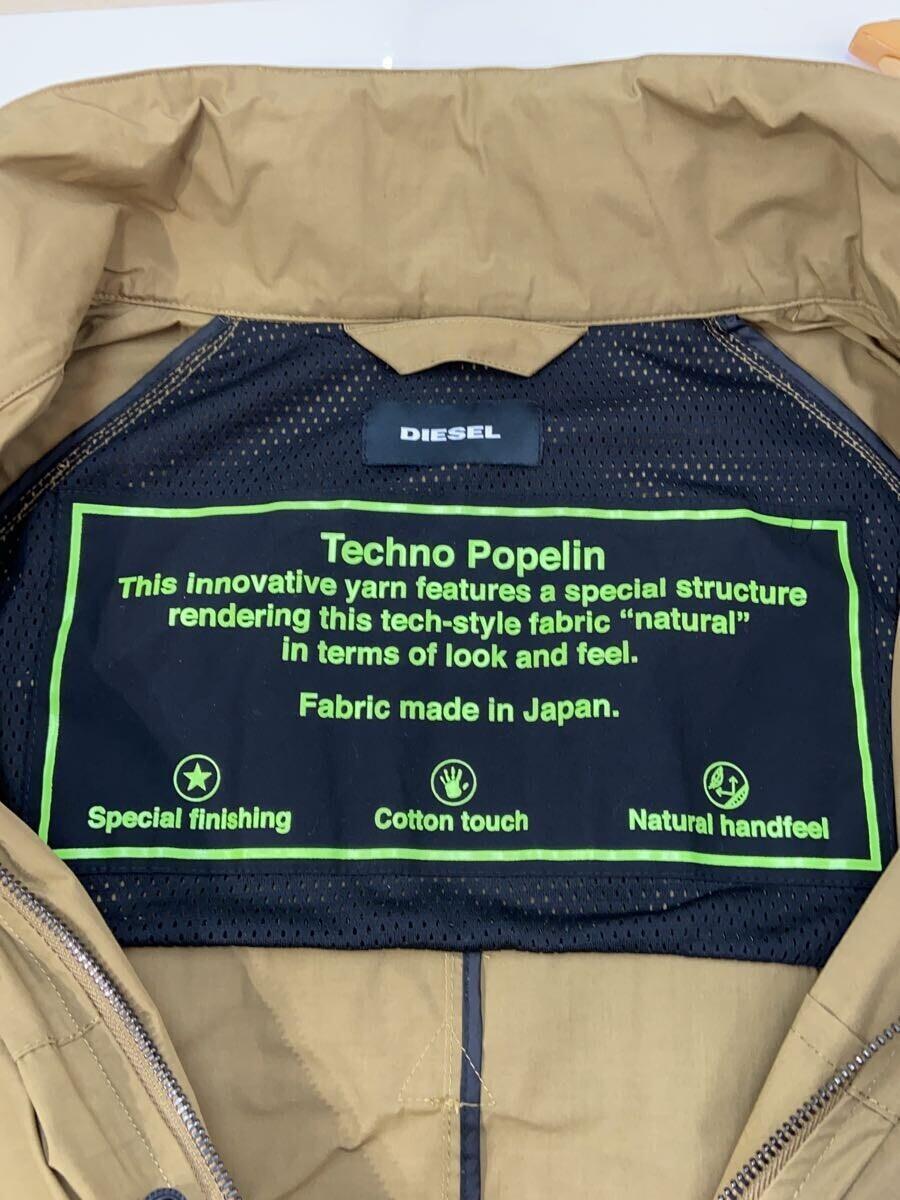 DIESEL
Techno Popelin
This innovative yarn features a special structure
rendering this tech-style fabric “natural”
in terms of look and feel.
Fabric made in Japan.
Special finishing
Cotton touch
Natural handfeel